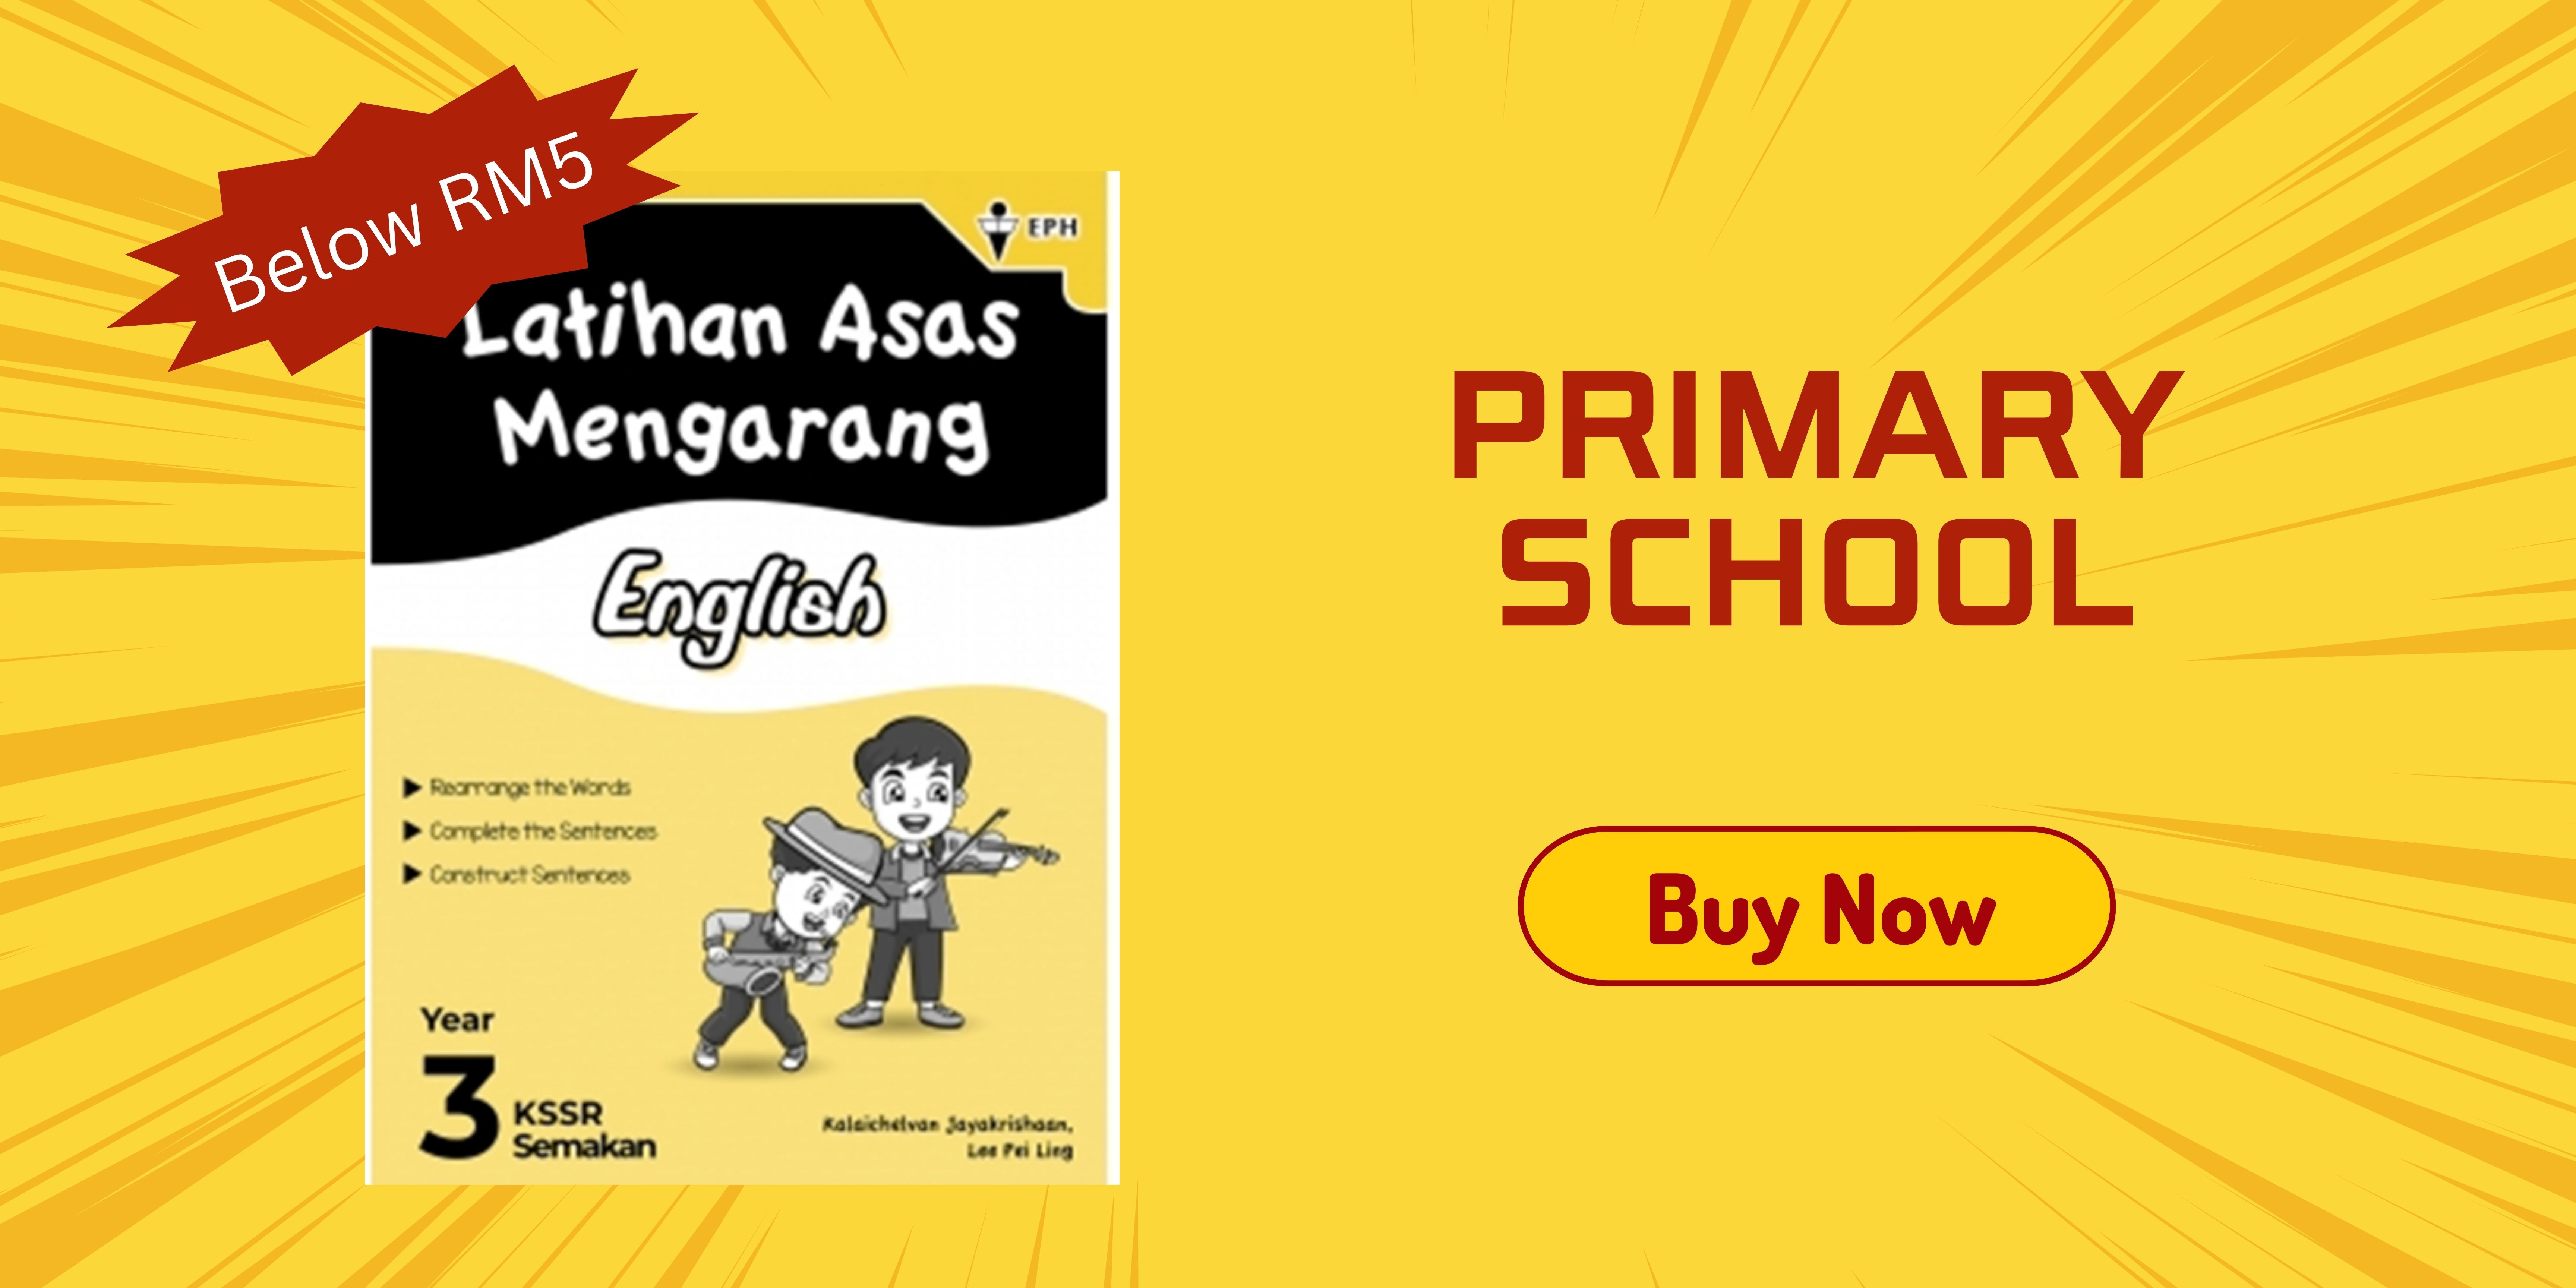 Below RM5
EPH
Latihan Asas
Mengarang
English
Rearrange the Words
Complete the Sentences
Construct Sentences
Year
3
KSSR
Semakan
Kalaichelvan Jayakrishaan,
Lee Pei Ling
PRIMARY
SCHOOL
Buy Now